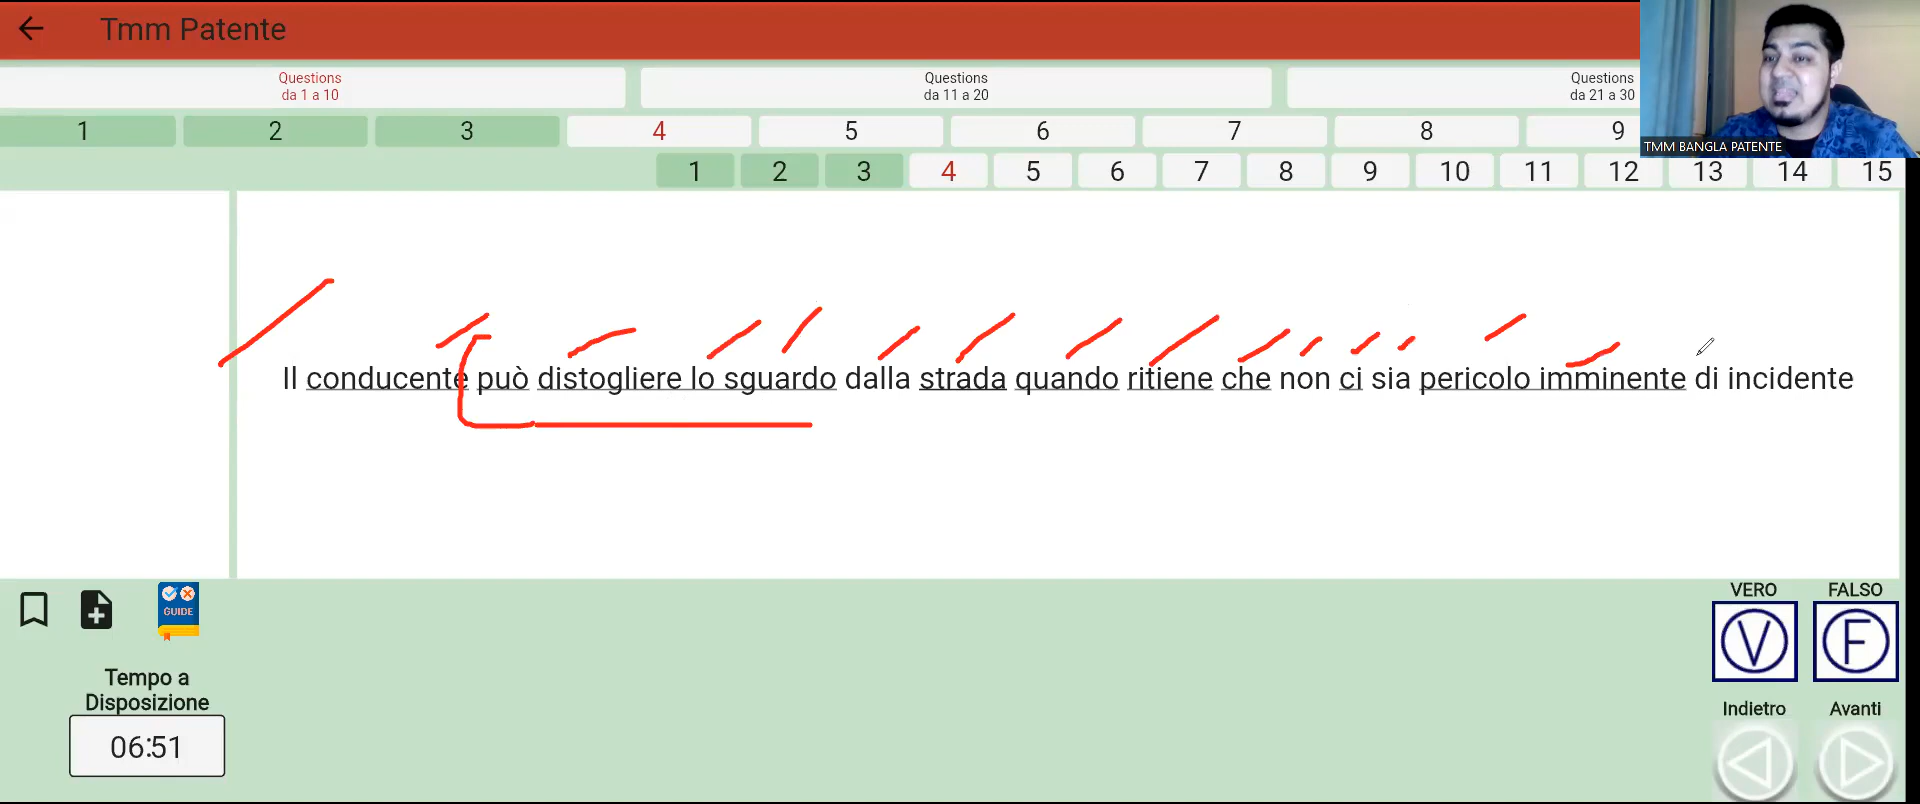 Tmm Patente
Questions
da 1 a 10
Questions
da 11 a 20
Questions
da 21 a 30
1 2 3 4 5 6 7 8 9
TMM BANGLA PATENTE
1 2 3 4 5 6 7 8 9 10 11 12 13 14 15
Il conducente può distogliere lo sguardo dalla strada quando ritiene che non ci sia pericolo imminente di incidente
GUIDE
VERO FALSO
V F
Tempo a
Disposizione
06:51
Indietro Avanti